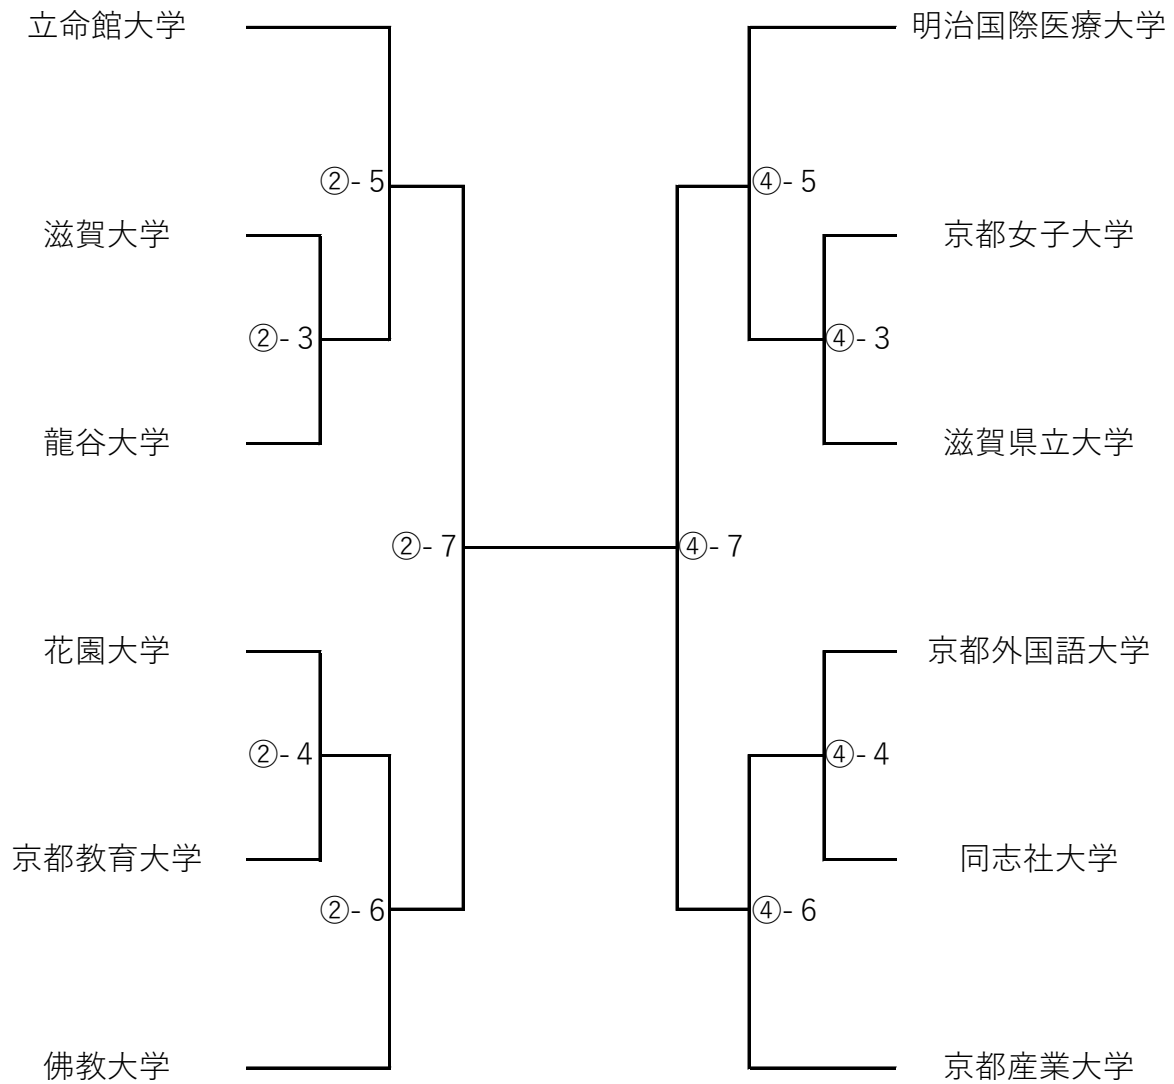 立命館大学
明治国際医療大学
②- 5
④- 5
滋賀大学
京都女子大学
②- 3
④- 3
龍谷大学
滋賀県立大学
②- 7
④- 7
花園大学
京都外国語大学
②- 4
④- 4
京都教育大学
同志社大学
②- 6
④- 6
佛教大学
京都産業大学